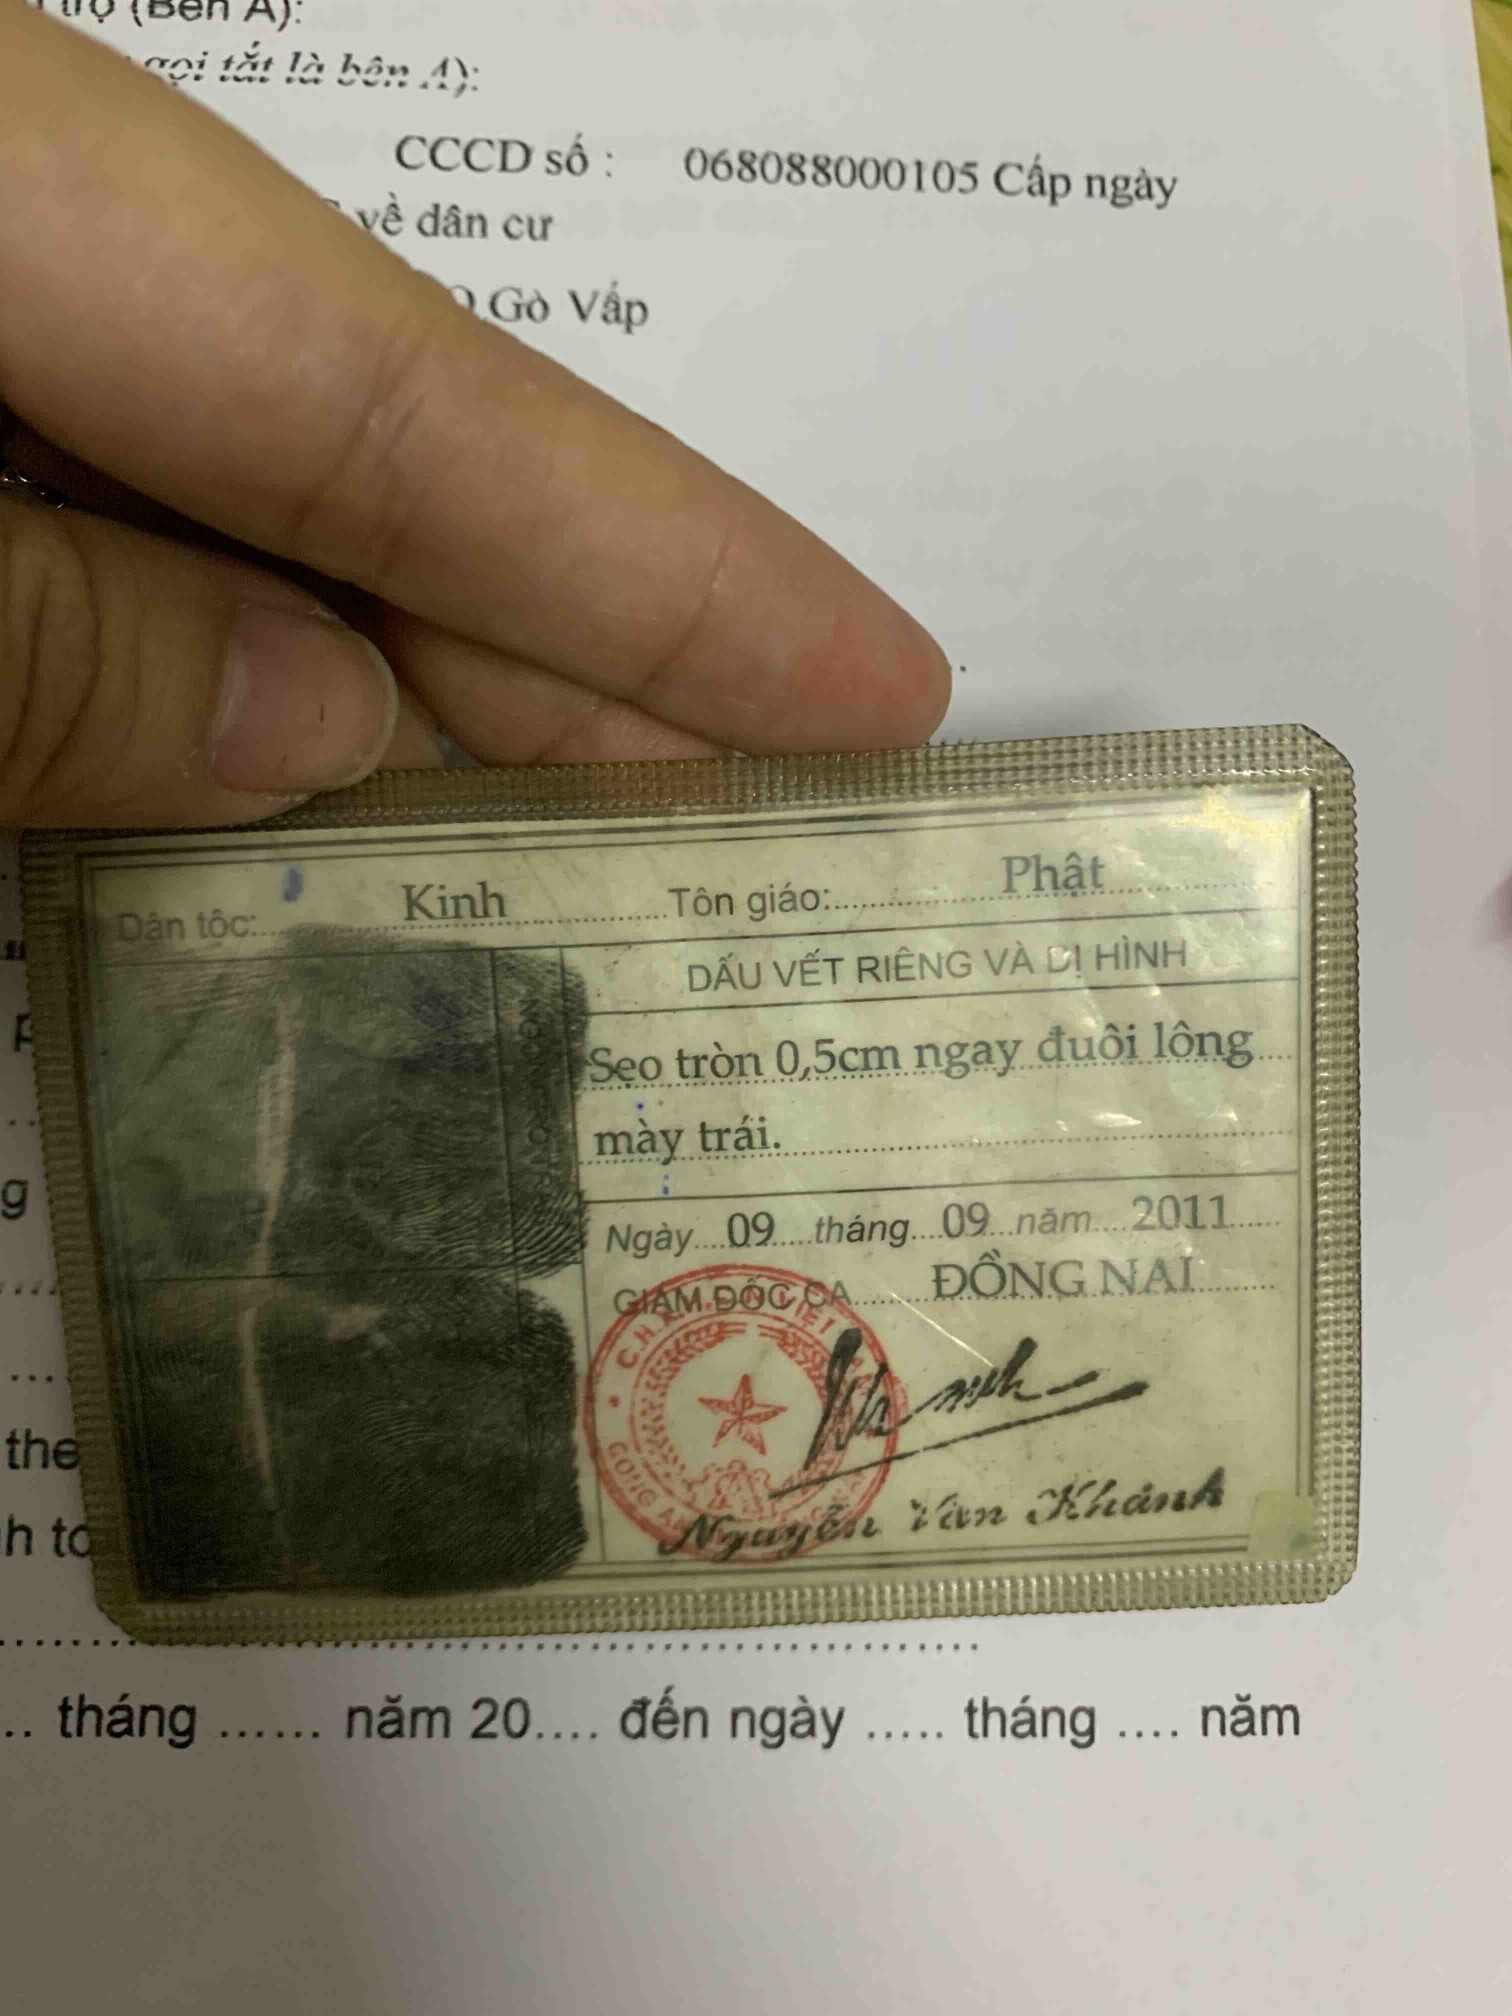 trọ (Bên A):
gọi tắt là bên A):
CCCD số : 068088000105 Cấp ngày
về dân cư
Q Gò Vấp
Dân tộc: Kinh Tôn giáo: Phật
DẤU VẾT RIÊNG VÀ DỊ HÌNH
Sẹo tròn 0,5cm ngay đuôi lông
mày trái.
Ngày 09 tháng 09 năm 2011
GIÁM ĐỐC CA ĐỒNG NAI
Nguyễn Văn Khánh
g
the
h to
.. tháng ...... năm 20.... đến ngày ..... tháng .... năm